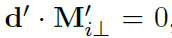 d′ · M′ᵢ⊥ = 0,